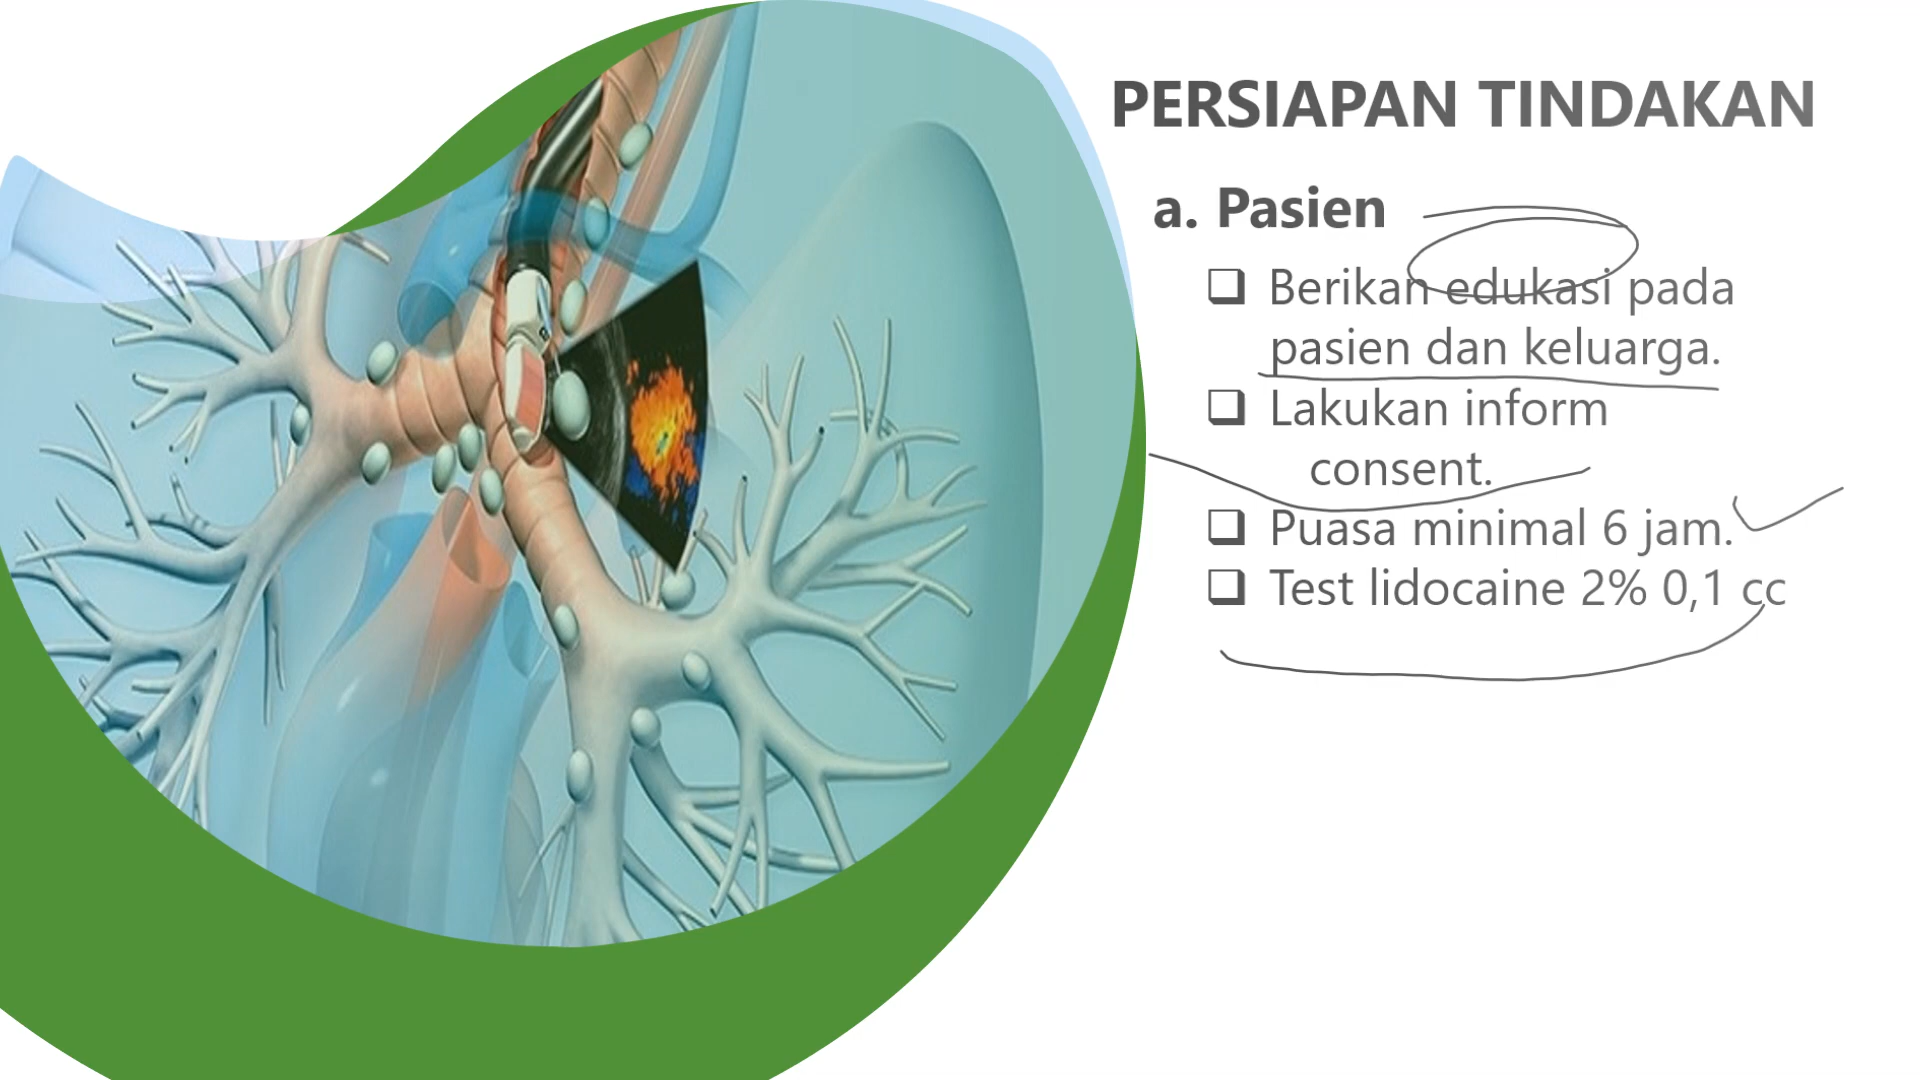 PERSIAPAN TINDAKAN
a. Pasien
❑ Berikan edukasi pada
pasien dan keluarga.
❑ Lakukan inform
consent.
❑ Puasa minimal 6 jam.
❑ Test lidocaine 2% 0,1 cc